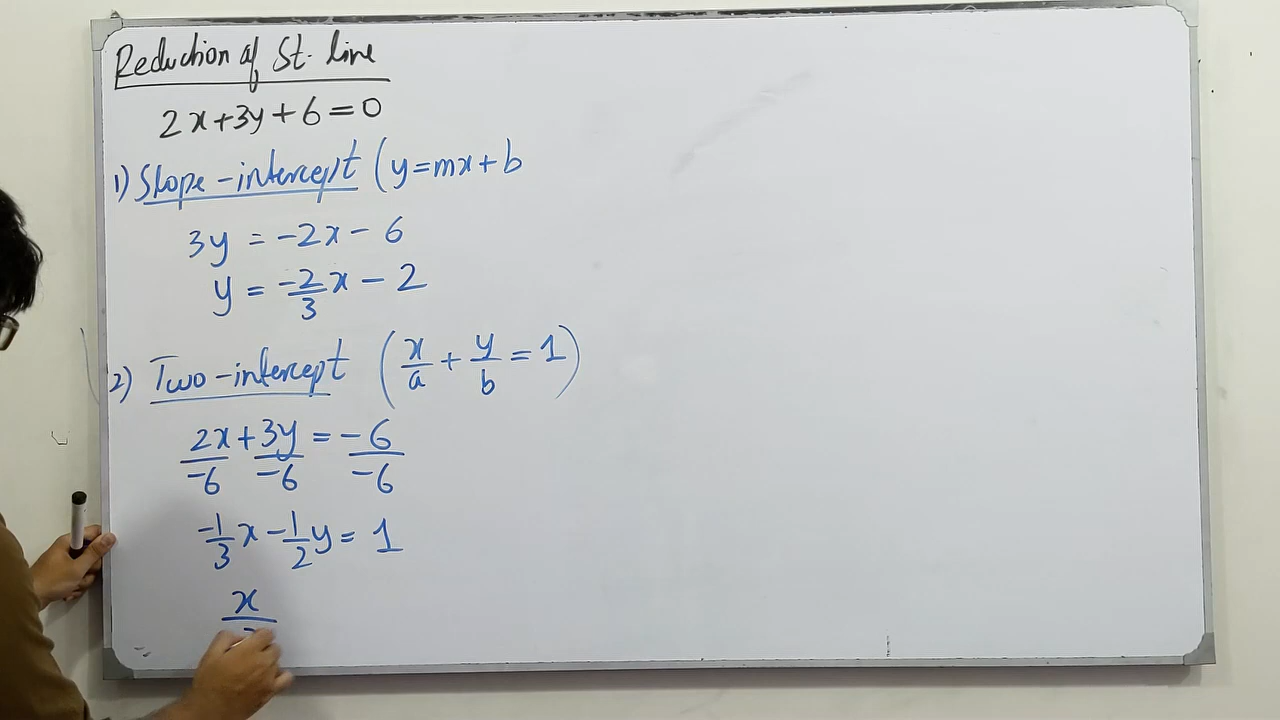 Reduction of St. line
2x+3y+6=0
1) Slope-intercept (y=mx+b
3y = -2x - 6
y = -2/3 x - 2
2) Two-intercept (x/a + y/b = 1)
2x/-6 + 3y/-6 = -6/-6
-1/3 x - 1/2 y = 1
x